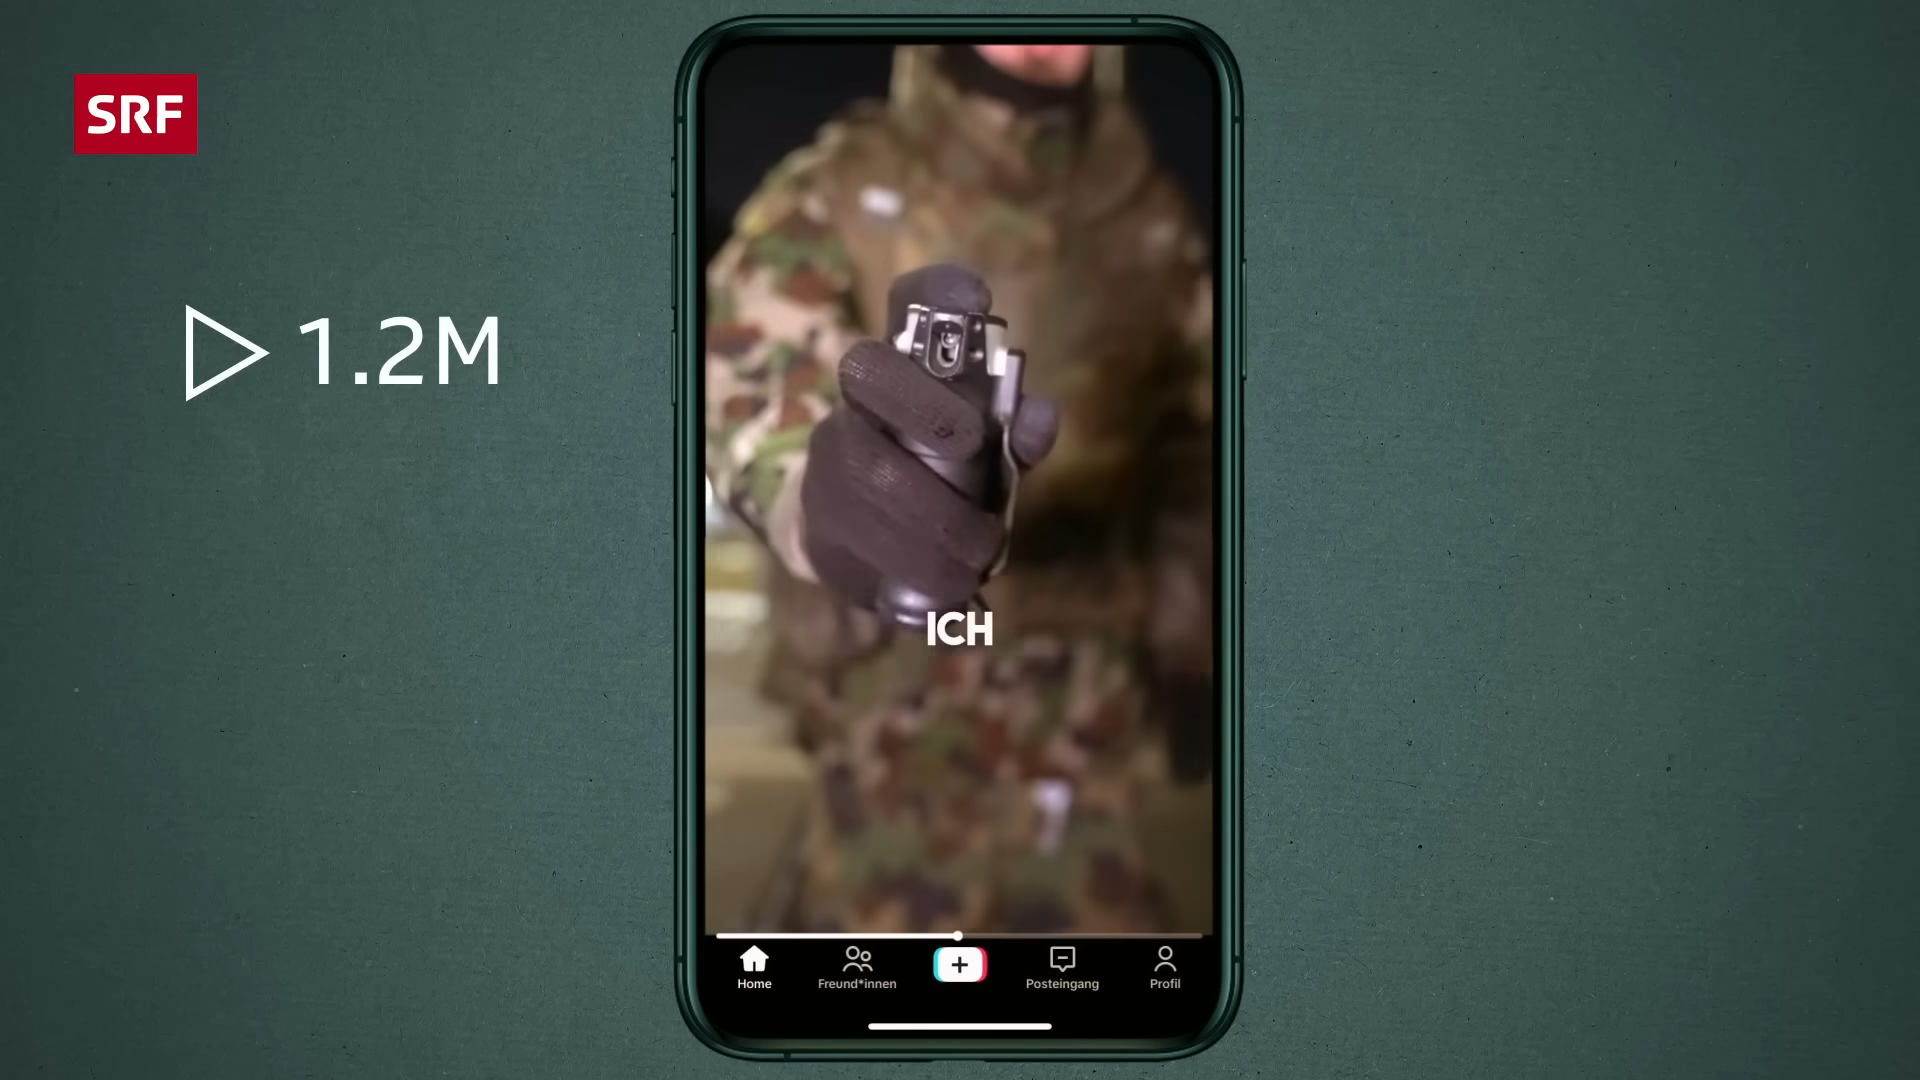 SRF
1.2M
ICH
Home
Freund*innen
Posteingang
Profil